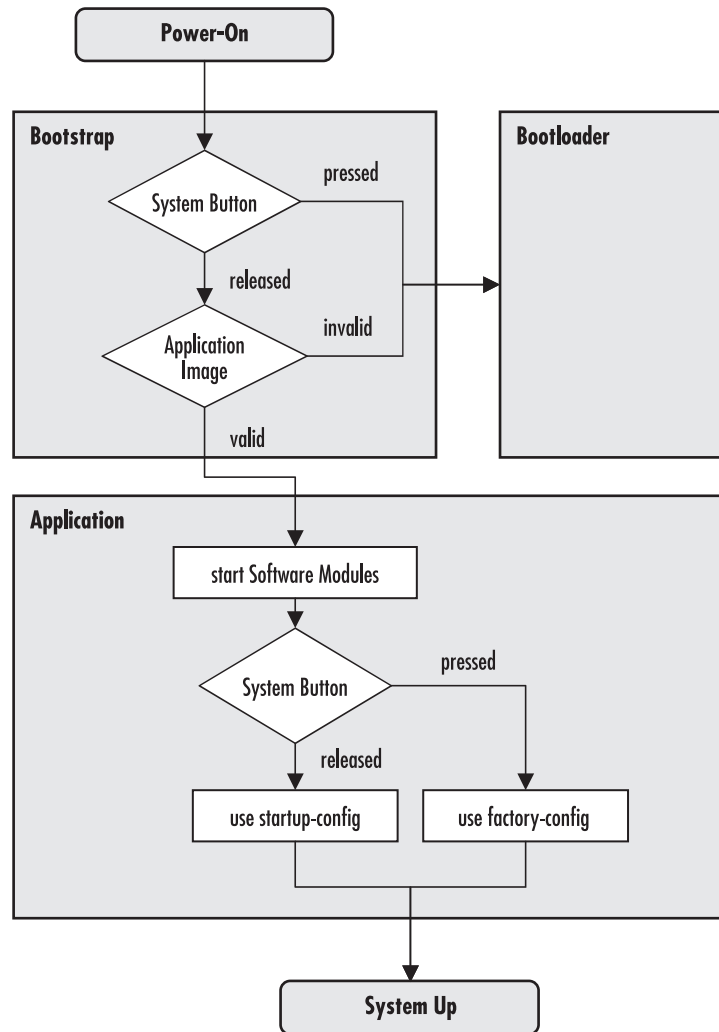 Power-On
Bootstrap
Bootloader
System Button
pressed
released
Application
Image
invalid
valid
Application
start Software Modules
System Button
pressed
released
use startup-config
use factory-config
System Up